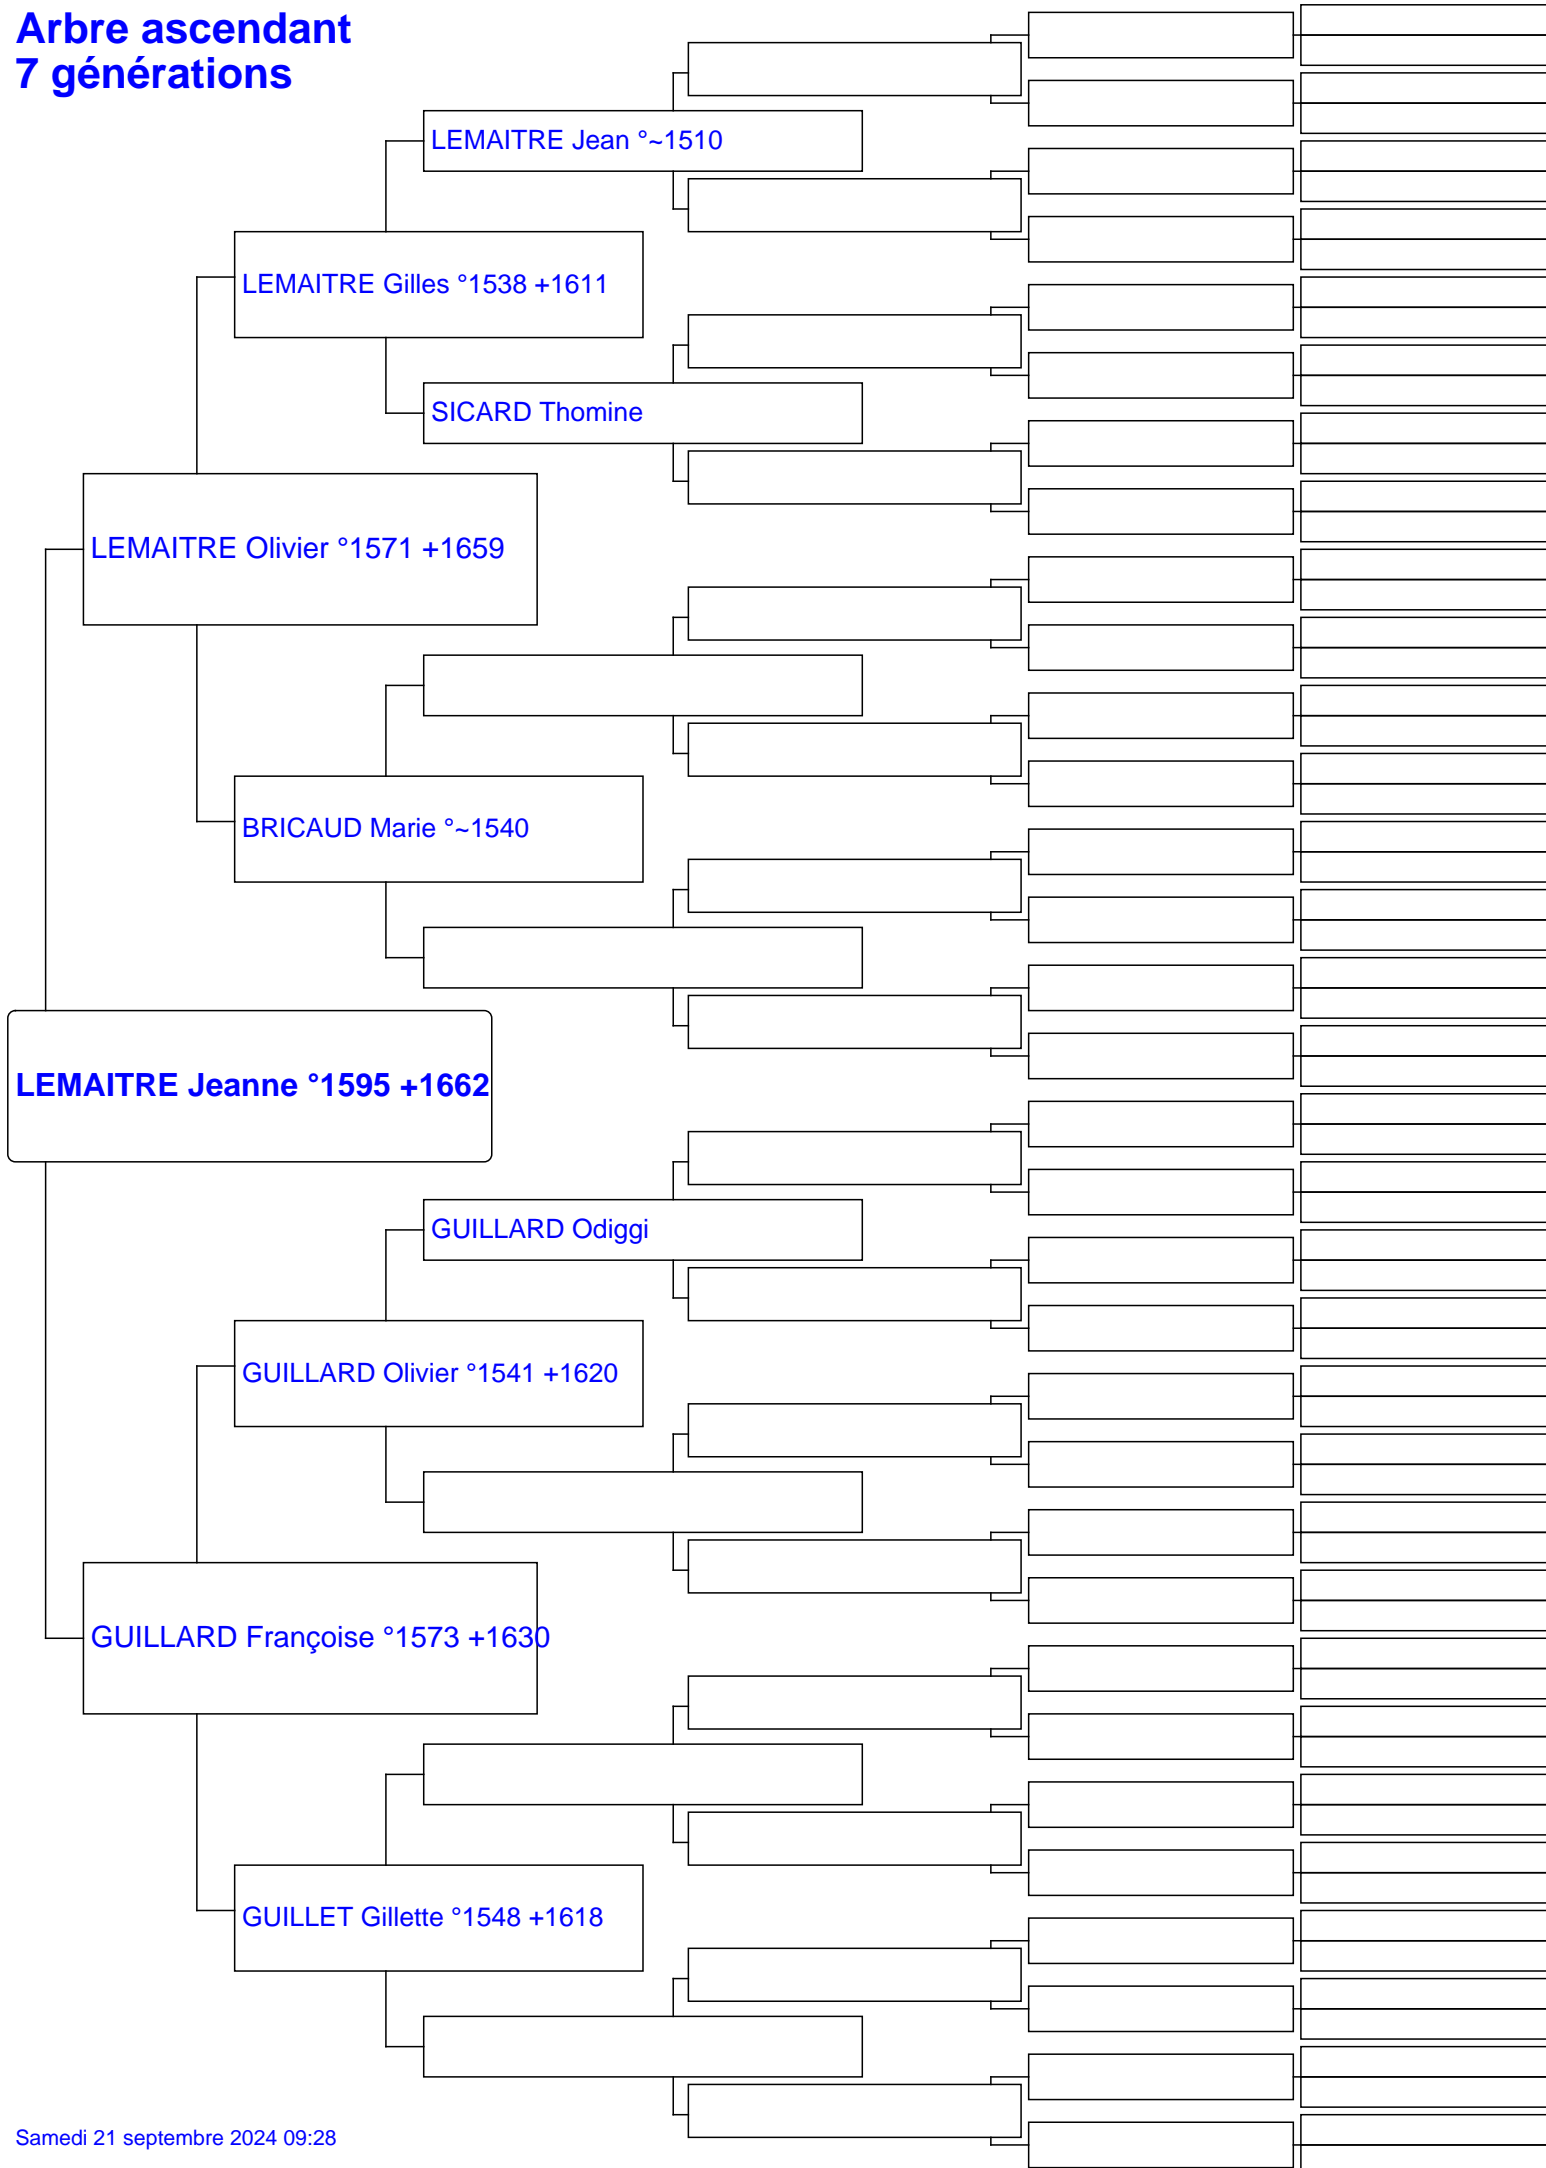 Arbre ascendant
7 générations
LEMAITRE Jean °~1510
LEMAITRE Gilles °1538 +1611
SICARD Thomine
LEMAITRE Olivier °1571 +1659
BRICAUD Marie °~1540
LEMAITRE Jeanne °1595 +1662
GUILLARD Odiggi
GUILLARD Olivier °1541 +1620
GUILLARD Françoise °1573 +1630
GUILLET Gillette °1548 +1618
Samedi 21 septembre 2024 09:28